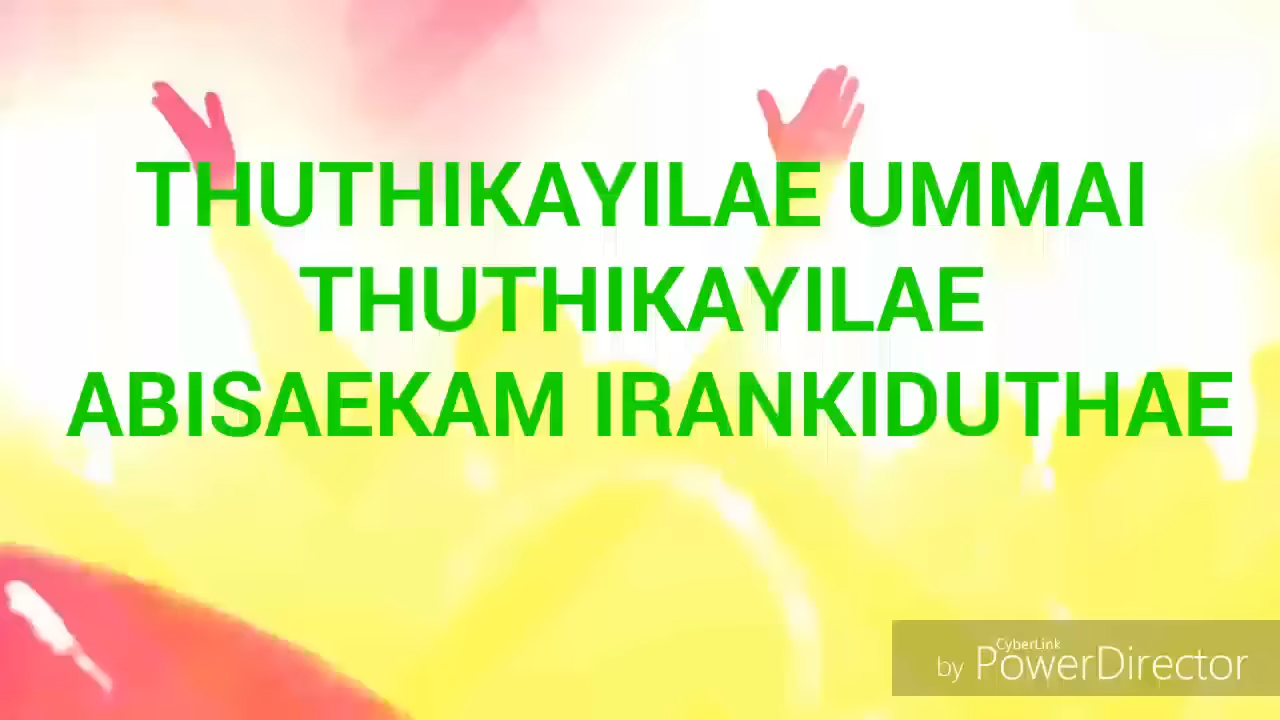 THUTHIKAYILAE UMMAI
THUTHIKAYILAE
ABISAEKAM IRANKIDUTHAE
CyberLink
by PowerDirector